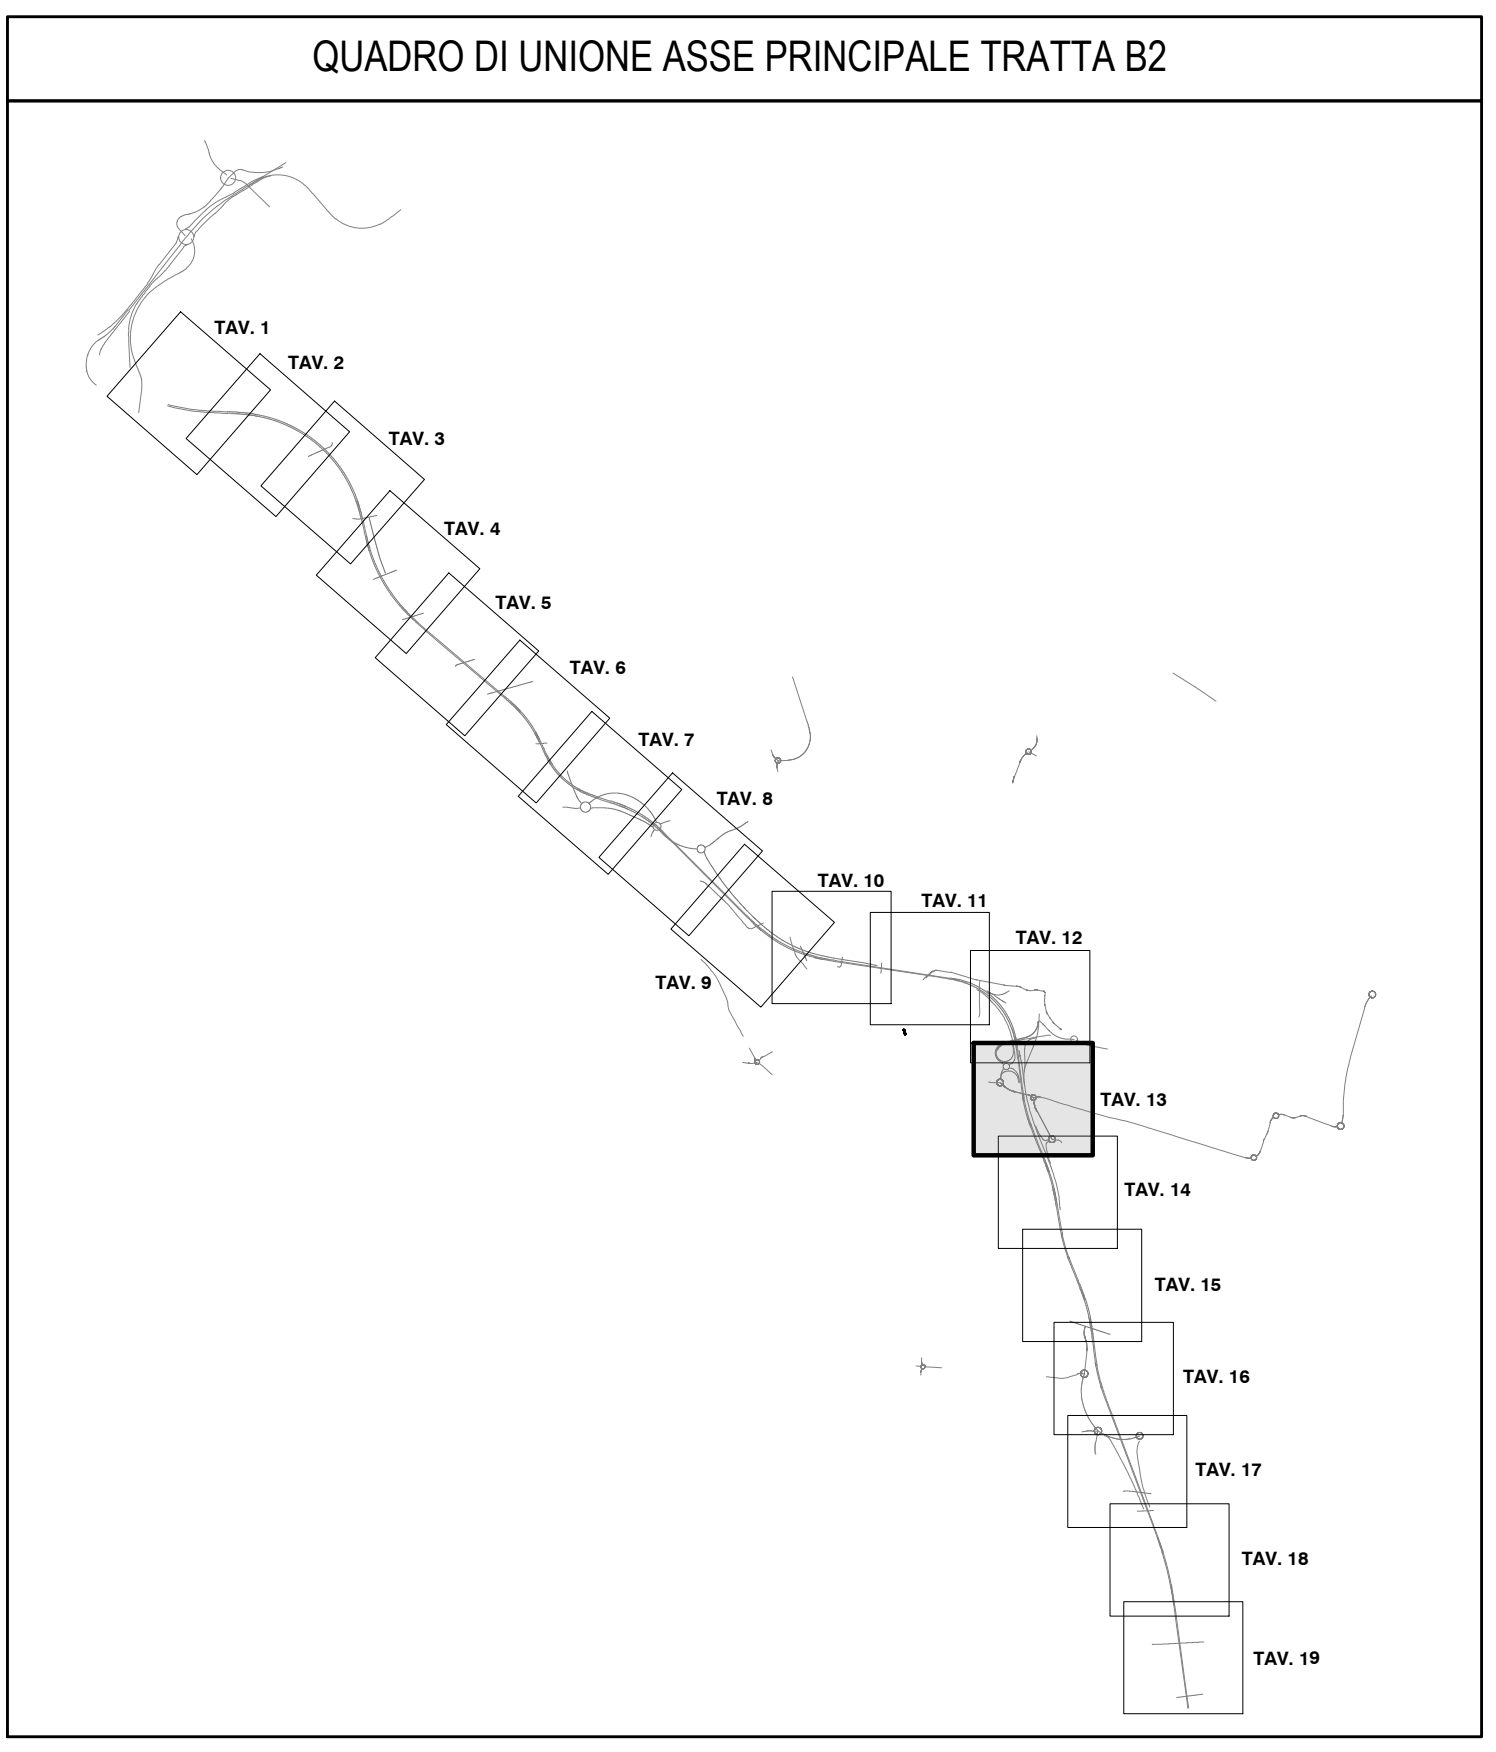 QUADRO DI UNIONE ASSE PRINCIPALE TRATTA B2
TAV. 1
TAV. 2
TAV. 3
TAV. 4
TAV. 5
TAV. 6
TAV. 7
TAV. 8
TAV. 9
TAV. 10
TAV. 11
TAV. 12
TAV. 13
TAV. 14
TAV. 15
TAV. 16
TAV. 17
TAV. 18
TAV. 19